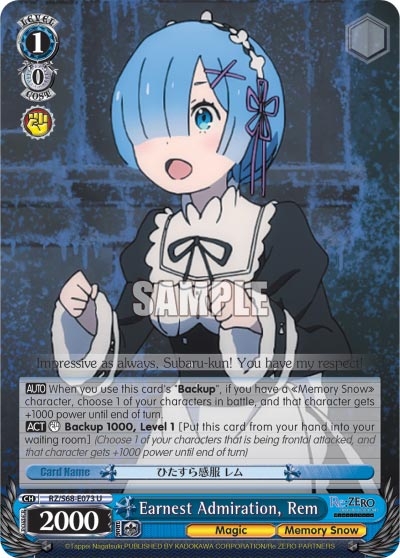 LEVEL
1
0
COST
SAMPLE
Impressive as always, Subaru-kun! You have my respect!
AUTO When you use this card's "Backup", if you have a «Memory Snow»
character, choose 1 of your characters in battle, and that character gets
+1000 power until end of turn.
ACT Backup 1000, Level 1 [Put this card from your hand into your
waiting room] (Choose 1 of your characters that is being frontal attacked, and
that character gets +1000 power until end of turn)
Card Name ひたすら感服 レム
CH RZ/S68-E073 U
Earnest Admiration, Rem
Re:ZERO
POWER 2000
Magic Memory Snow
©Tappei Nagatsuki,PUBLISHED BY KADOKAWA CORPORATION/Re:ZERO PARTNERS